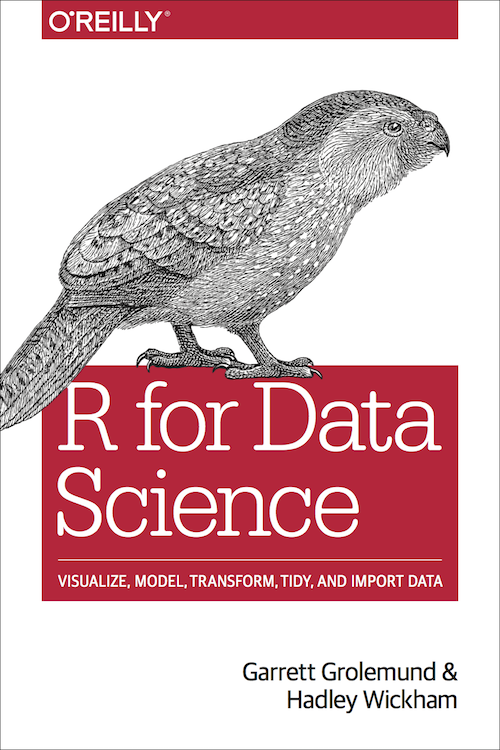 O'REILLY®
R for Data
Science
VISUALIZE, MODEL, TRANSFORM, TIDY, AND IMPORT DATA
Garrett Grolemund &
Hadley Wickham